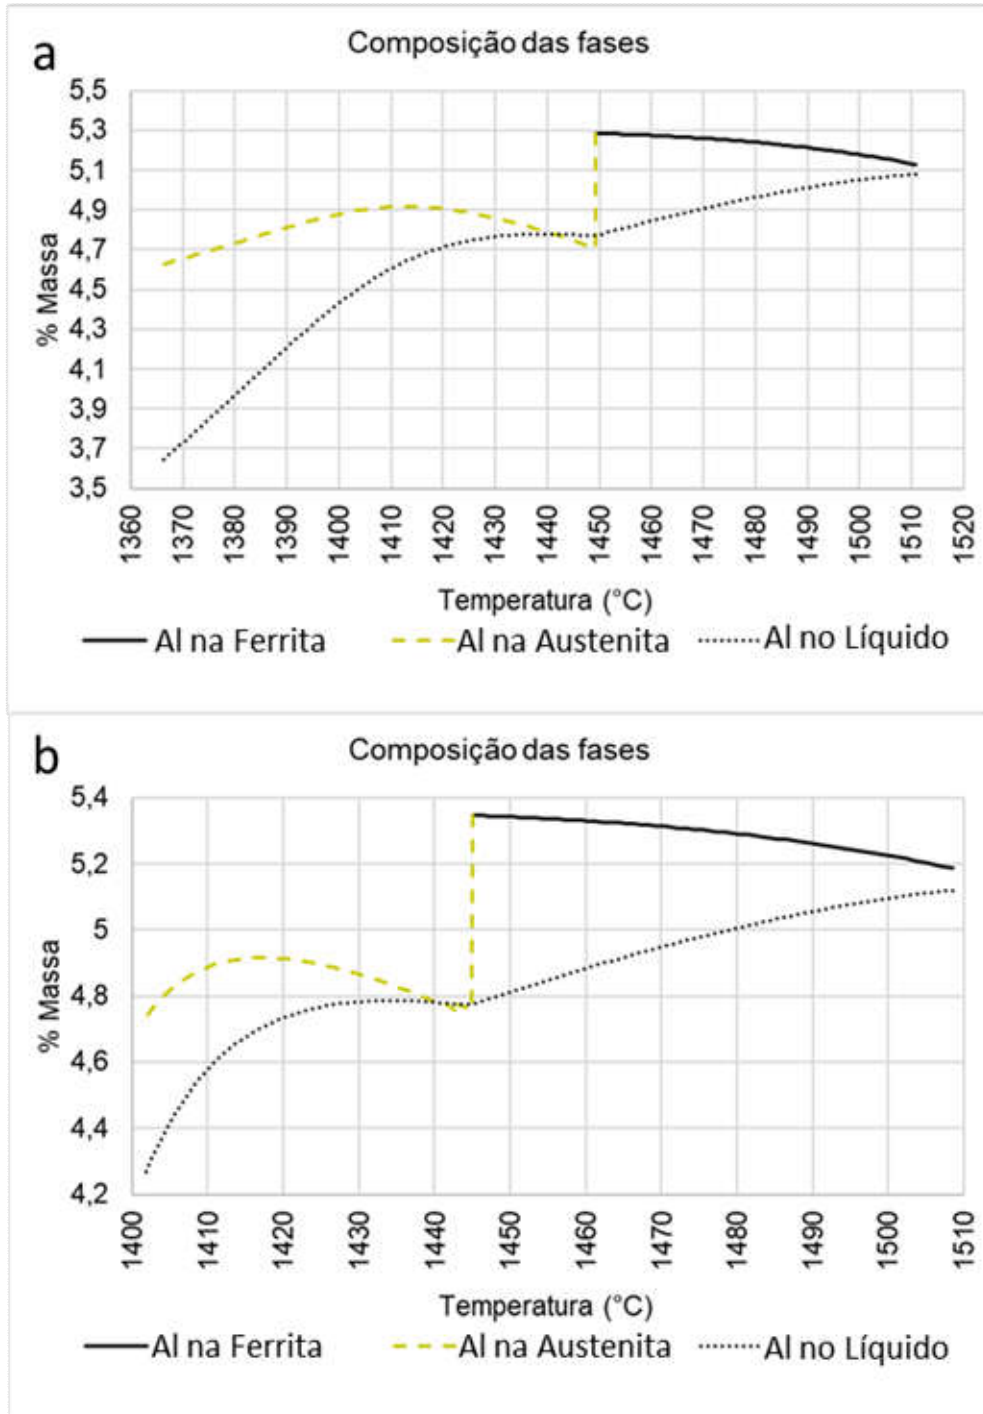 a
Composição das fases
% Massa
5,5
5,3
5,1
4,9
4,7
4,5
4,3
4,1
3,9
3,7
3,5
1360 1370 1380 1390 1400 1410 1420 1430 1440 1450 1460 1470 1480 1490 1500 1510 1520
Temperatura (°C)
Al na Ferrita Al na Austenita Al no Líquido
b
Composição das fases
% Massa
5,4
5,2
5
4,8
4,6
4,4
4,2
1400 1410 1420 1430 1440 1450 1460 1470 1480 1490 1500 1510
Temperatura (°C)
Al na Ferrita Al na Austenita Al no Líquido